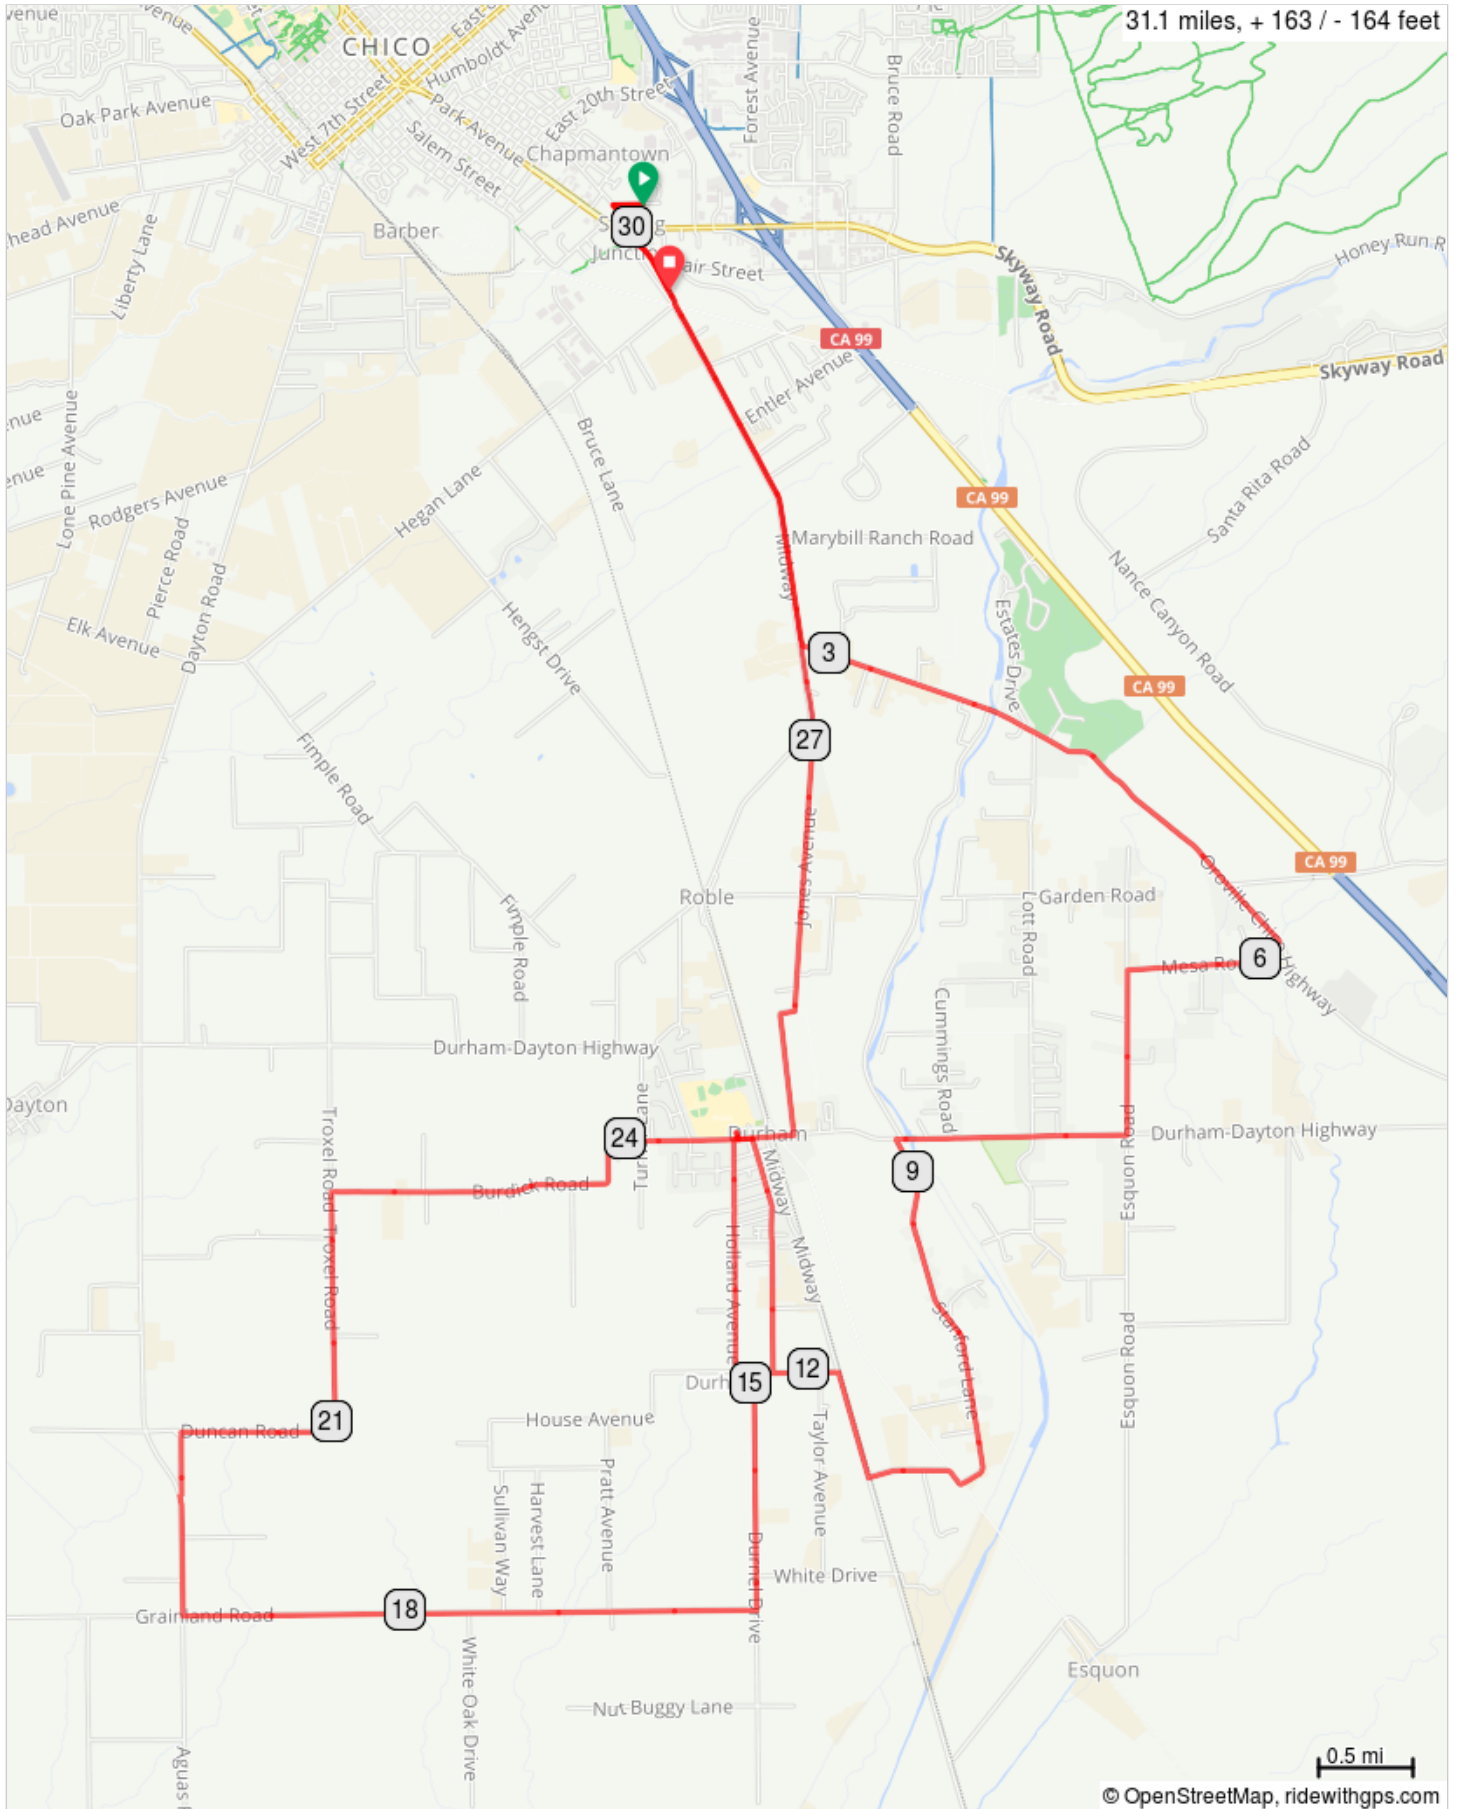 31.1 miles, + 163 / - 164 feet
CHICO
Humboldt Avenue
Oak Park Avenue
West 7th Street
Park Avenue
Salem Street
East 20th Street
Forest Avenue
Bruce Road
Chapmantown
30
Barber
Liberty Lane
Skyway Road
Honey Run R
CA 99
Skyway Road
Entler Avenue
Lone Pine Avenue
Bruce Lane
Hegan Lane
Rodgers Avenue
Pierce Road
Dayton Road
Elk Avenue
CA 99
Santa Rita Road
Marybill Ranch Road
Midway
Nance Canyon Road
Estates Drive
Hengst Drive
3
CA 99
27
Fimple Road
Jones Avenue
CA 99
Oroville Chico Highway
Roble
Garden Road
Lott Road
Fimple Road
6
Cummings Road
Durham-Dayton Highway
Dayton
Troxel Road
24
Durham
Durham-Dayton Highway
Esquon Road
9
Burdick Road
Midway
Troxel Road
Holland Avenue
Midway
Stanford Lane
Esquon Road
12
15
21
Duncan Road
House Avenue
Taylor Avenue
Pratt Avenue
Harvest Lane
Sullivan Way
Durnel Drive
White Drive
18
Grainland Road
White Oak Drive
Esquon
Nut Buggy Lane
Aguas
0.5 mi
© OpenStreetMap, ridewithgps.com